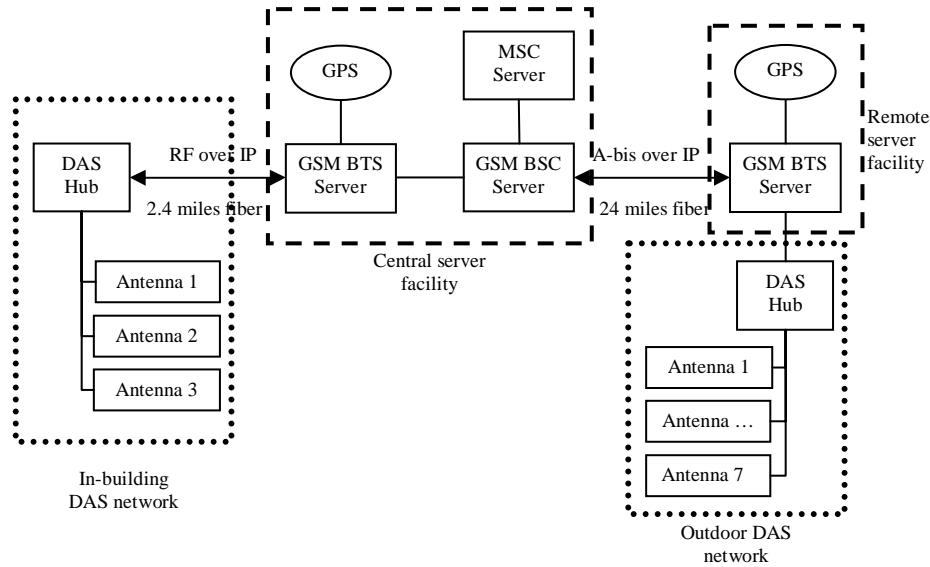 DAS
Hub
Antenna 1
Antenna 2
Antenna 3
In-building
DAS network
RF over IP
2.4 miles fiber
GPS
GSM BTS
Server
MSC
Server
GSM BSC
Server
Central server
facility
A-bis over IP
24 miles fiber
GPS
GSM BTS
Server
Remote
server
facility
DAS
Hub
Antenna 1
Antenna …
Antenna 7
Outdoor DAS
network